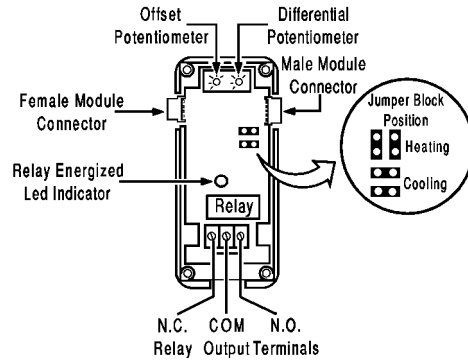 Offset
Potentiometer
Differential
Potentiometer
Female Module
Connector
Male Module
Connector
Jumper Block
Position
Heating
Cooling
Relay Energized
Led Indicator
Relay
N.C. COM N.O.
Relay Output Terminals